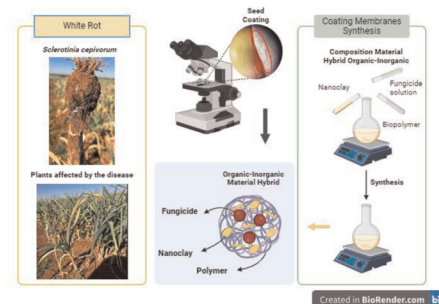 White Rot
Sclerotinia cepivorum
Plants affected by the disease
Seed
Coating
Organic-Inorganic
Material Hybrid
Fungicide
Nanoclay
Polymer
Coating Membranes
Synthesis
Composition Material
Hybrid Organic-Inorganic
Nanoclay
Fungicide
solution
Biopolymer
Synthesis
Created in BioRender.com